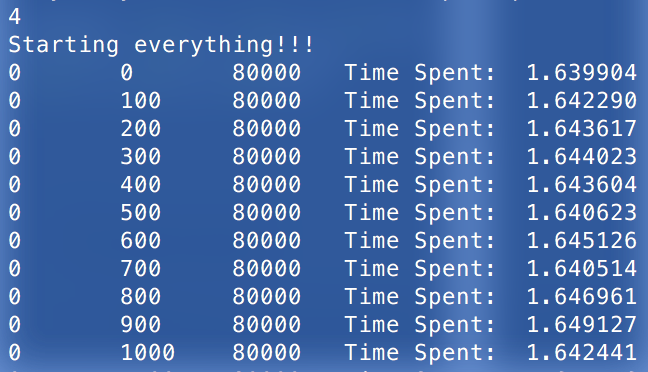 4
Starting everything!!!
0 0 80000 Time Spent: 1.639904
0 100 80000 Time Spent: 1.642290
0 200 80000 Time Spent: 1.643617
0 300 80000 Time Spent: 1.644023
0 400 80000 Time Spent: 1.643604
0 500 80000 Time Spent: 1.640623
0 600 80000 Time Spent: 1.645126
0 700 80000 Time Spent: 1.640514
0 800 80000 Time Spent: 1.646961
0 900 80000 Time Spent: 1.649127
0 1000 80000 Time Spent: 1.642441